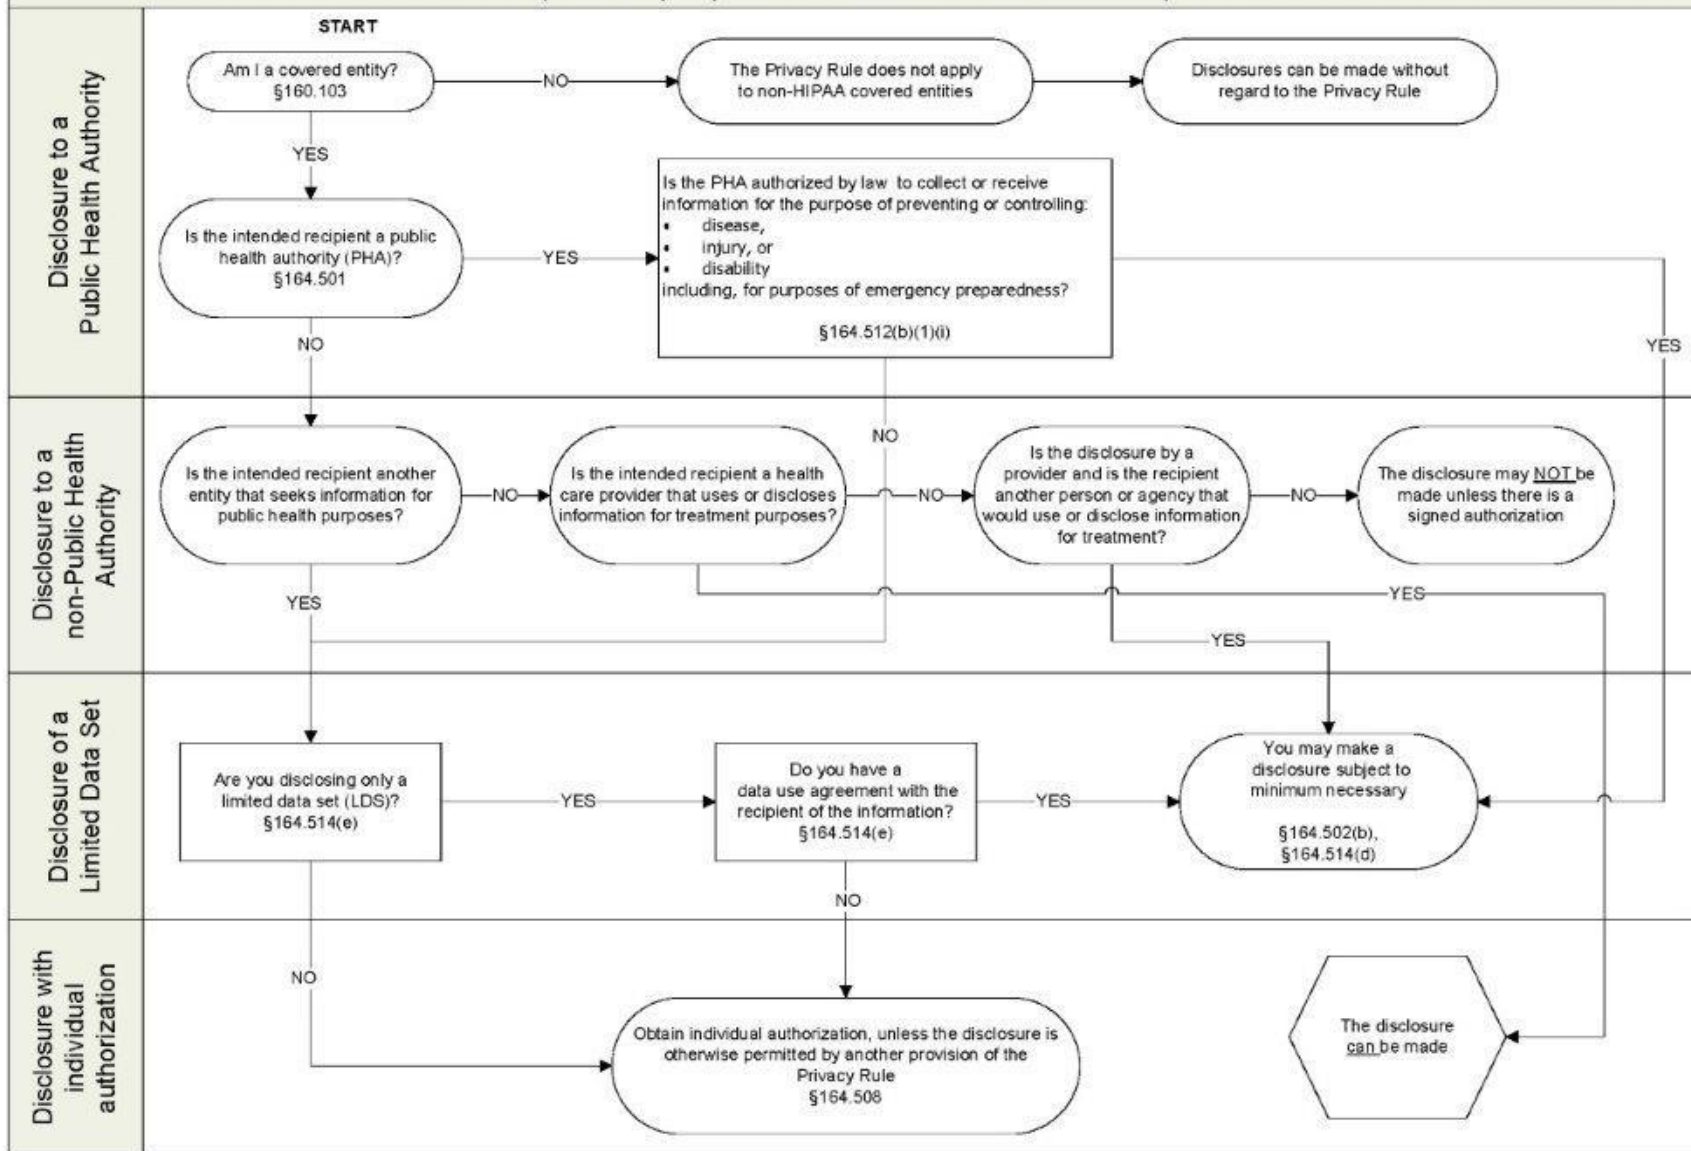 START
Disclosure to a
Public Health Authority
Am I a covered entity?
§160.103
NO
The Privacy Rule does not apply
to non-HIPAA covered entities
Disclosures can be made without
regard to the Privacy Rule
YES
Is the intended recipient a public
health authority (PHA)?
§164.501
YES
Is the PHA authorized by law to collect or receive
information for the purpose of preventing or controlling:
• disease,
• injury, or
• disability
including, for purposes of emergency preparedness?
§164.512(b)(1)(i)
YES
NO
Disclosure to a
non-Public Health
Authority
NO
Is the intended recipient another
entity that seeks information for
public health purposes?
NO
Is the intended recipient a health
care provider that uses or discloses
information for treatment purposes?
NO
Is the disclosure by a
provider and is the recipient
another person or agency that
would use or disclose information
for treatment?
NO
The disclosure may NOT be
made unless there is a
signed authorization
YES
YES
YES
Disclosure of a
Limited Data Set
Are you disclosing only a
limited data set (LDS)?
§164.514(e)
YES
Do you have a
data use agreement with the
recipient of the information?
§164.514(e)
YES
You may make a
disclosure subject to
minimum necessary
§164.502(b),
§164.514(d)
NO
Disclosure with
individual
authorization
NO
Obtain individual authorization, unless the disclosure is
otherwise permitted by another provision of the
Privacy Rule
§164.508
The disclosure
can be made